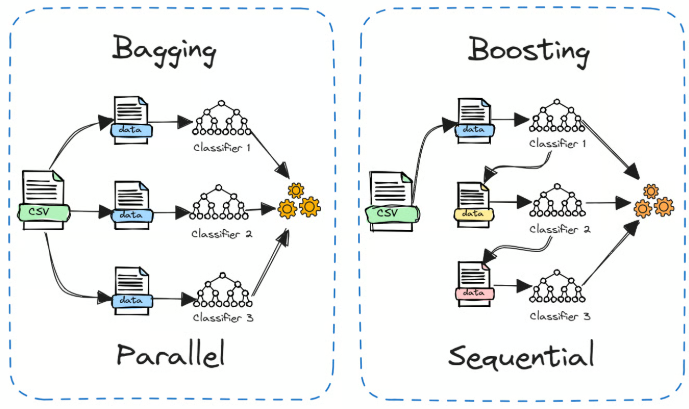 Bagging
data
Classifier 1
CSV
data
Classifier 2
data
Classifier 3
Parallel
Boosting
data
Classifier 1
CSV
data
Classifier 2
data
Classifier 3
Sequential